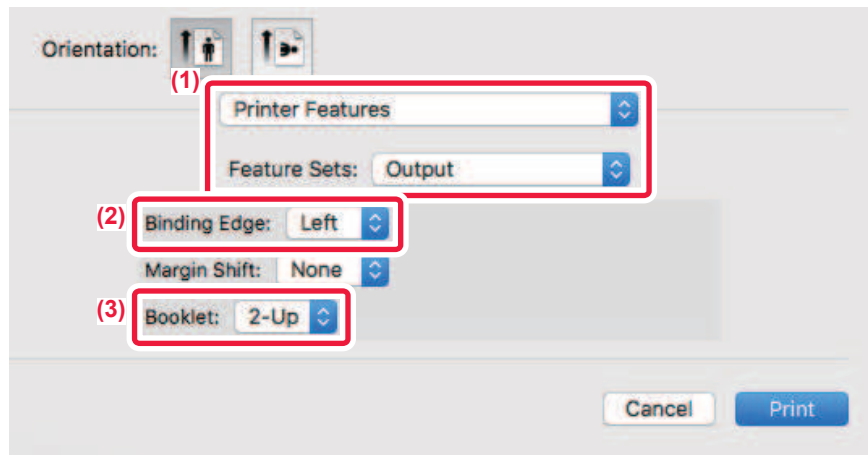 Orientation:
(1)
Printer Features
Feature Sets: Output
(2) Binding Edge: Left
Margin Shift: None
(3) Booklet: 2-Up
Cancel Print